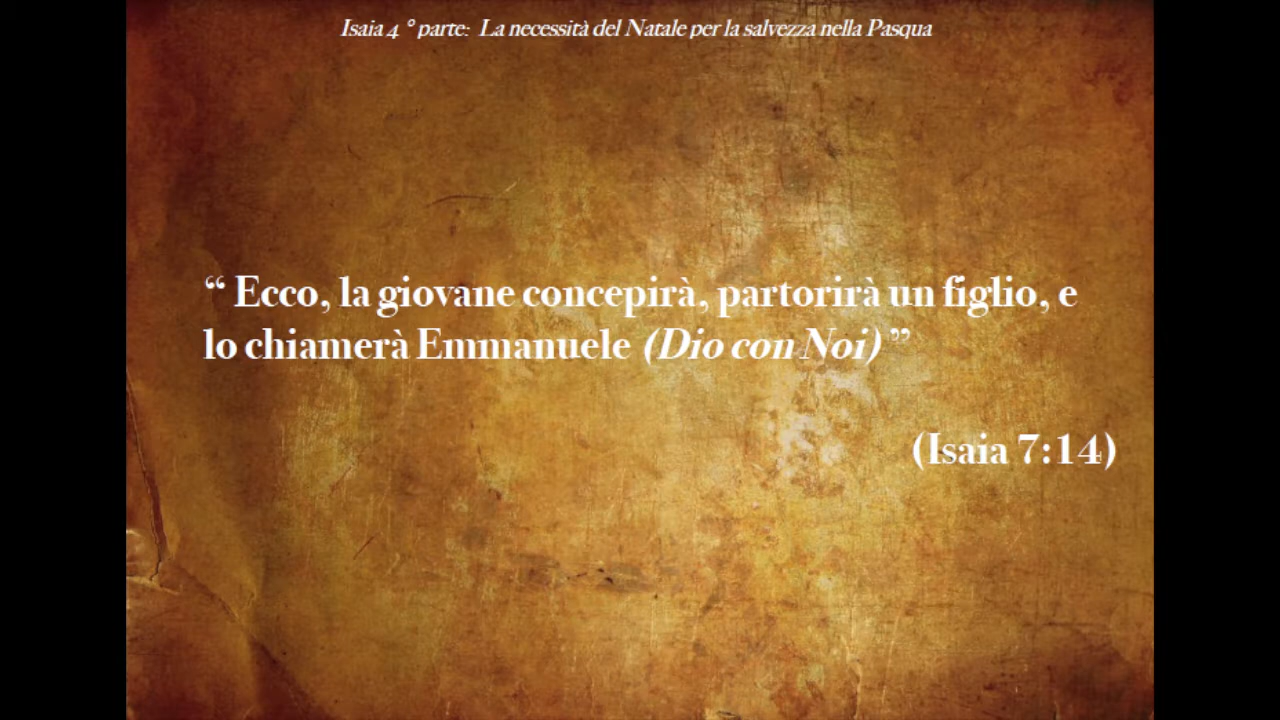 Isaia 4 ° parte: La necessità del Natale per la salvezza nella Pasqua
“ Ecco, la giovane concepirà, partorirà un figlio, e
lo chiamerà Emmanuele (Dio con Noi) ”
(Isaia 7:14)